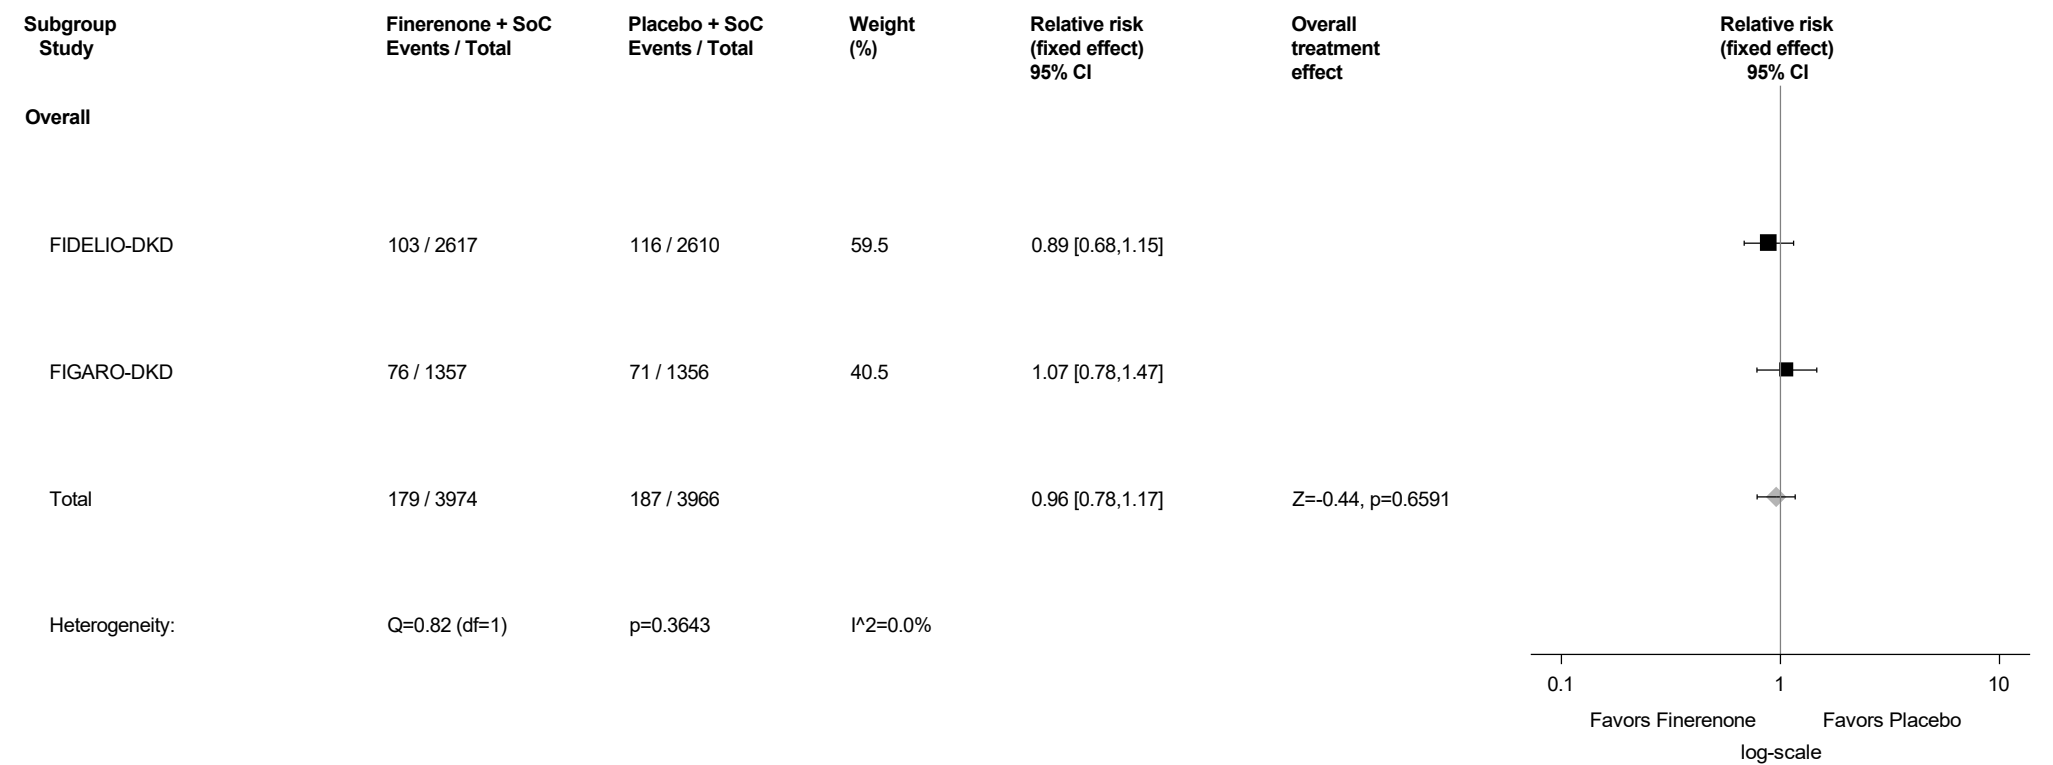 Subgroup Finerenone + SoC Placebo + SoC Weight Relative risk Overall Relative risk
Study Events / Total Events / Total (%) (fixed effect) treatment (fixed effect)
95% CI effect 95% CI
Overall
FIDELIO-DKD 103 / 2617 116 / 2610 59.5 0.89 [0.68,1.15]
FIGARO-DKD 76 / 1357 71 / 1356 40.5 1.07 [0.78,1.47]
Total 179 / 3974 187 / 3966 0.96 [0.78,1.17] Z=-0.44, p=0.6591
Heterogeneity: Q=0.82 (df=1) p=0.3643 I^2=0.0%
0.1 1 10
Favors Finerenone Favors Placebo
log-scale